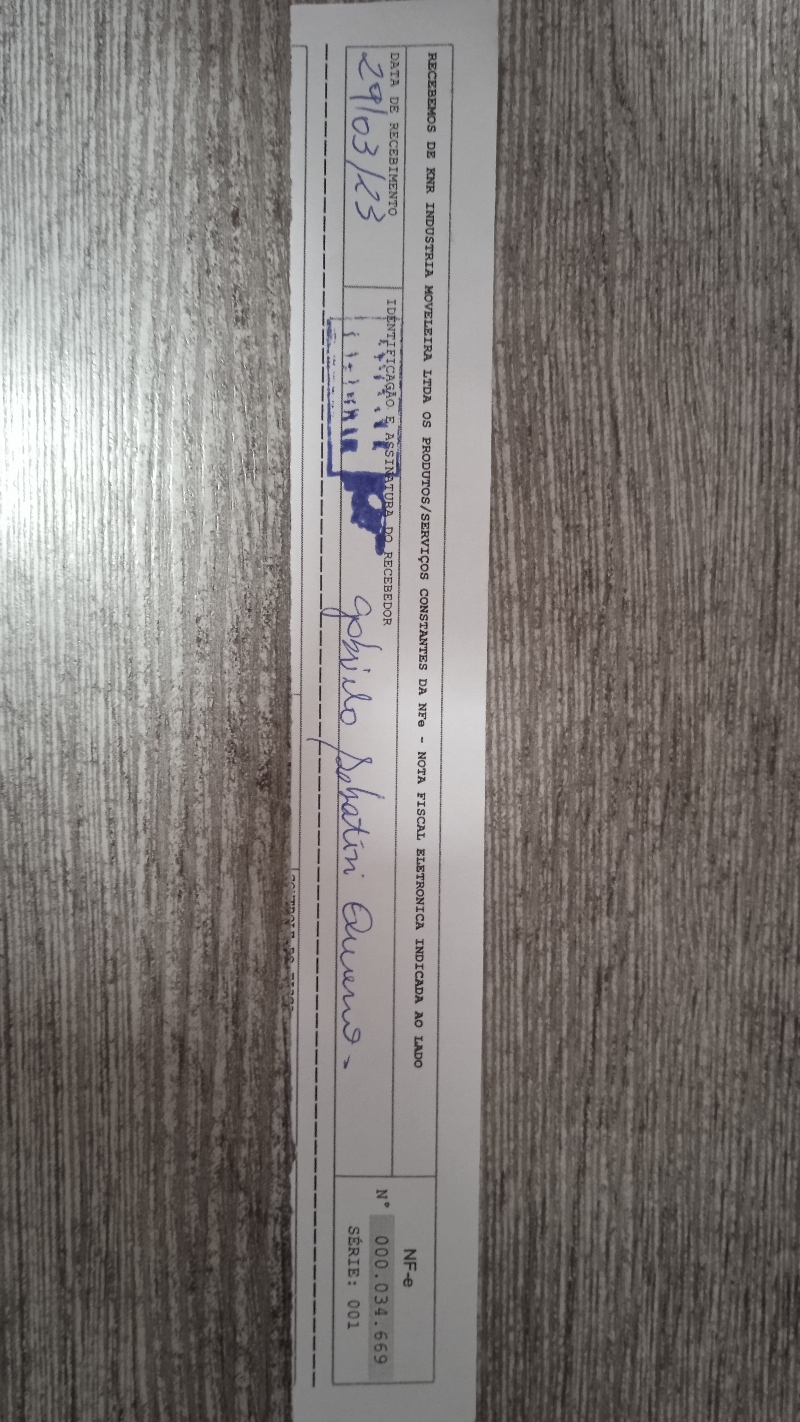 RECEBEMOS DE KNR INDUSTRIA MOVELEIRA LTDA OS PRODUTOS/SERVIÇOS CONSTANTES DA NFe - NOTA FISCAL ELETRONICA INDICADA AO LADO
DATA DE RECEBIMENTO
29/03/23
IDENTIFICAÇÃO E ASSINATURA DO RECEBEDOR
NF-e
Nº 000.034.669
SÉRIE: 001